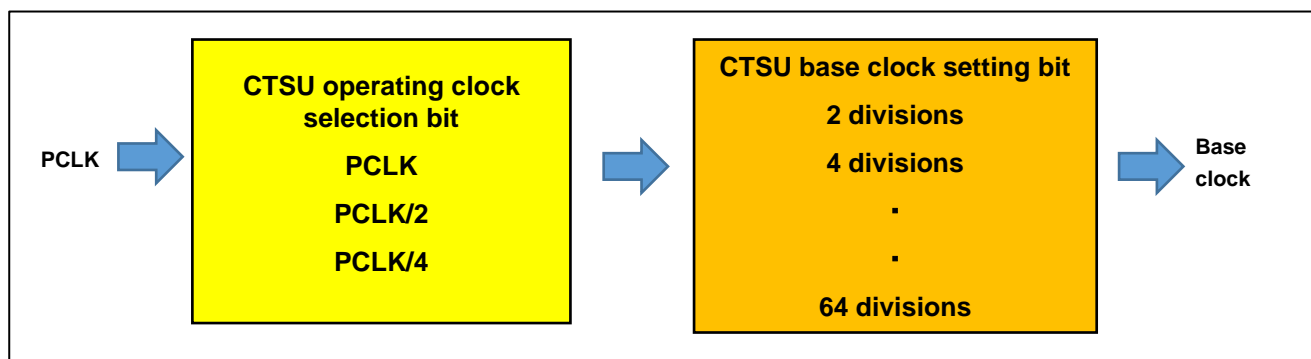 PCLK
CTSU operating clock
selection bit
PCLK
PCLK/2
PCLK/4
CTSU base clock setting bit
2 divisions
4 divisions
.
.
64 divisions
Base
clock